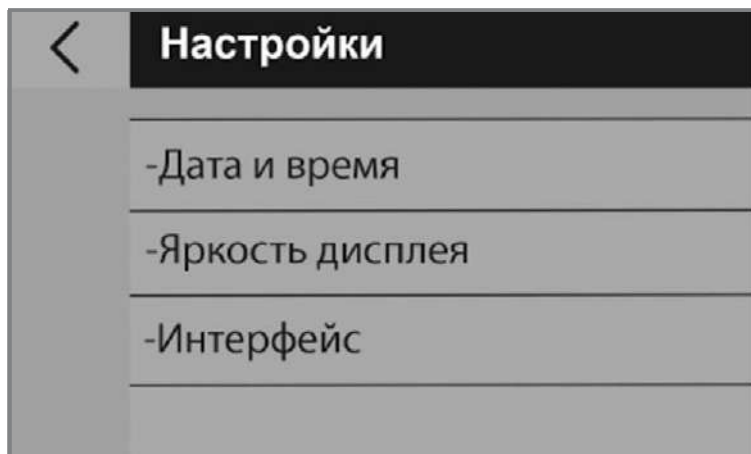 Настройки
-Дата и время
-Яркость дисплея
-Интерфейс